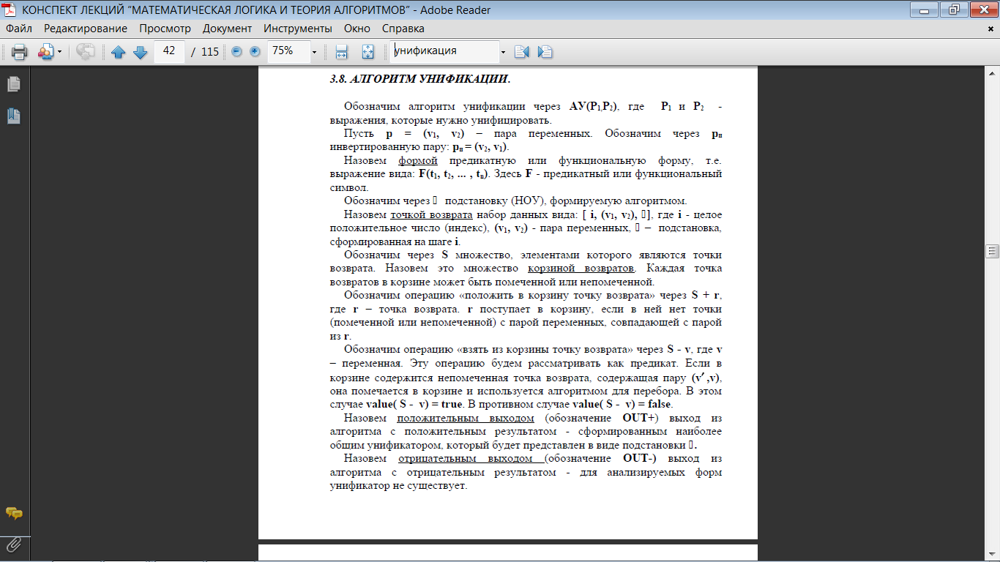 КОНСПЕКТ ЛЕКЦИЙ “МАТЕМАТИЧЕСКАЯ ЛОГИКА И ТЕОРИЯ АЛГОРИТМОВ” - Adobe Reader
Файл Редактирование Просмотр Документ Инструменты Окно Справка
42 / 115 75% унификация
3.8. АЛГОРИТМ УНИФИКАЦИИ.
Обозначим алгоритм унификации через АУ(P1,P2), где P1 и P2 -
выражения, которые нужно унифицировать.
Пусть p = (v1, v2) – пара переменных. Обозначим через pи
инвертированную пару: pи = (v2, v1).
Назовем формой предикатную или функциональную форму, т.е.
выражение вида: F(t1, t2, ... , tn). Здесь F - предикатный или функциональный
символ.
Обозначим через ▯ подстановку (НОУ), формируемую алгоритмом.
Назовем точкой возврата набор данных вида: [ i, (v1, v2), ▯], где i - целое
положительное число (индекс), (v1, v2) - пара переменных, ▯ – подстановка,
сформированная на шаге i.
Обозначим через S множество, элементами которого являются точки
возврата. Назовем это множество корзиной возвратов. Каждая точка
возвратов в корзине может быть помеченной или непомеченной.
Обозначим операцию «положить в корзину точку возврата» через S + r,
где r – точка возврата. r поступает в корзину, если в ней нет точки
(помеченной или непомеченной) с парой переменных, совпадающей с парой
из r.
Обозначим операцию «взять из корзины точку возврата» через S - v, где v
– переменная. Эту операцию будем рассматривать как предикат. Если в
корзине содержится непомеченная точка возврата, содержащая пару (v′ ,v),
она помечается в корзине и используется алгоритмом для перебора. В этом
случае value( S - v) = true. В противном случае value( S - v) = false.
Назовем положительным выходом (обозначение OUT+) выход из
алгоритма с положительным результатом - сформированным наиболее
общим унификатором, который будет представлен в виде подстановки ▯.
Назовем отрицательным выходом (обозначение OUT-) выход из
алгоритма с отрицательным результатом - для анализируемых форм
унификатор не существует.